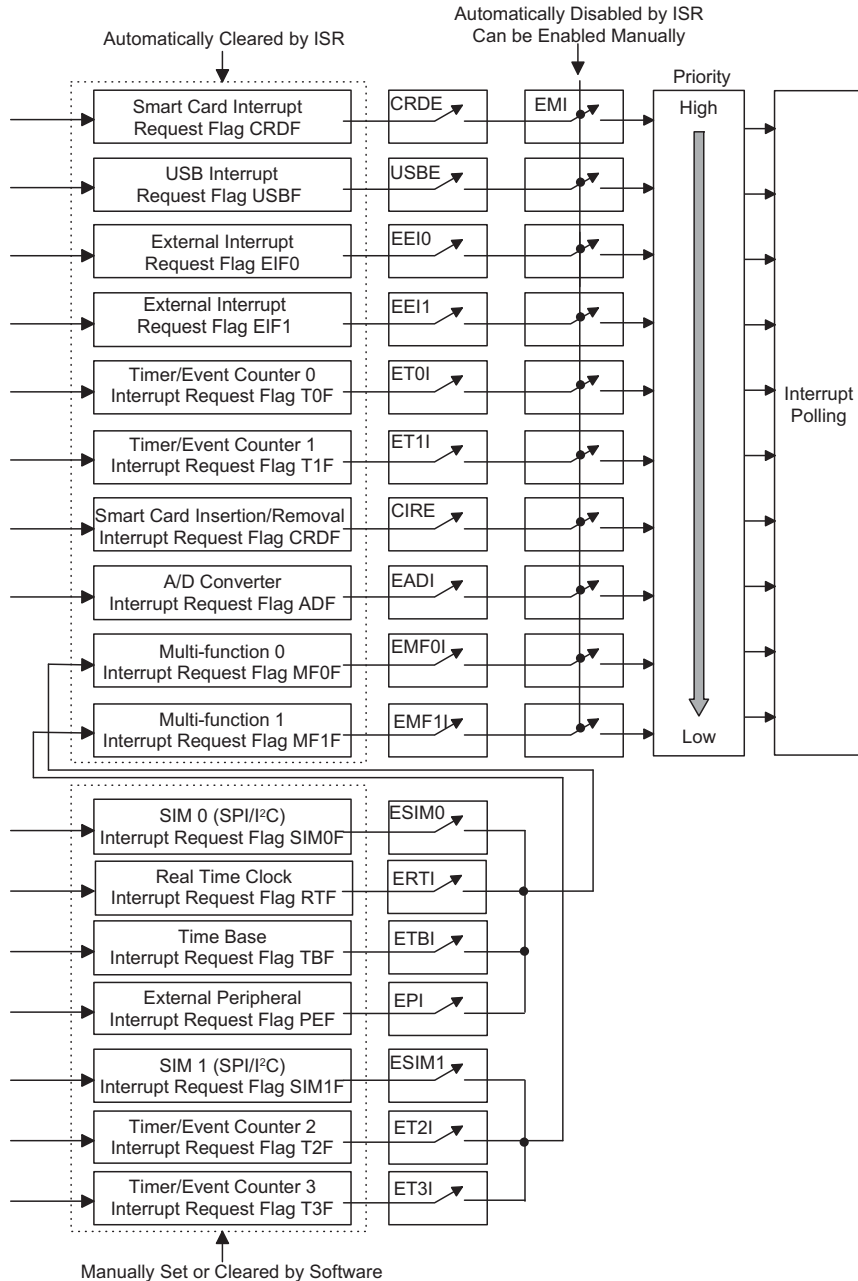 Automatically Cleared by ISR
Automatically Disabled by ISR
Can be Enabled Manually
Priority
Smart Card Interrupt
Request Flag CRDF
CRDE
EMI
High
USB Interrupt
Request Flag USBF
USBE
External Interrupt
Request Flag EIF0
EEI0
External Interrupt
Request Flag EIF1
EEI1
Timer/Event Counter 0
Interrupt Request Flag T0F
ET0I
Interrupt
Polling
Timer/Event Counter 1
Interrupt Request Flag T1F
ET1I
Smart Card Insertion/Removal
Interrupt Request Flag CRDF
CIRE
A/D Converter
Interrupt Request Flag ADF
EADI
Multi-function 0
Interrupt Request Flag MF0F
EMF0I
Multi-function 1
Interrupt Request Flag MF1F
EMF1I
Low
SIM 0 (SPI/I²C)
Interrupt Request Flag SIM0F
ESIM0
Real Time Clock
Interrupt Request Flag RTF
ERTI
Time Base
Interrupt Request Flag TBF
ETBI
External Peripheral
Interrupt Request Flag PEF
EPI
SIM 1 (SPI/I²C)
Interrupt Request Flag SIM1F
ESIM1
Timer/Event Counter 2
Interrupt Request Flag T2F
ET2I
Timer/Event Counter 3
Interrupt Request Flag T3F
ET3I
Manually Set or Cleared by Software